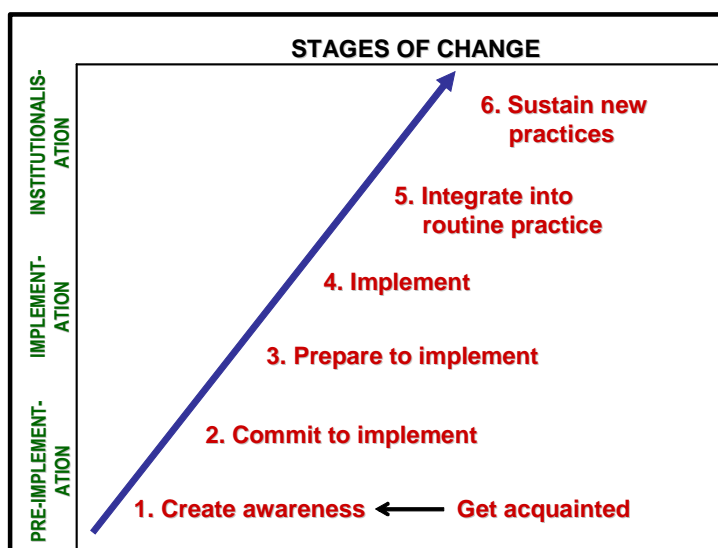 STAGES OF CHANGE
INSTITUTIONALIS-
ATION
6. Sustain new
practices
5. Integrate into
routine practice
IMPLEMENT-
ATION
4. Implement
3. Prepare to implement
PRE-IMPLEMENT-
ATION
2. Commit to implement
1. Create awareness
Get acquainted